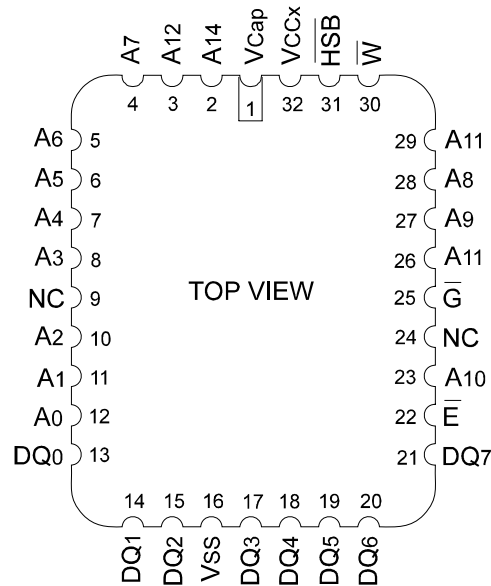 A7 A12 A14 VCap VCCx HSB W
4 3 2 1 32 31 30
A6 5 29 A11
A5 6 28 A8
A4 7 27 A9
A3 8 26 A11
NC 9 TOP VIEW 25 G
A2 10 24 NC
A1 11 23 A10
A0 12 22 E
DQ0 13 21 DQ7
14 15 16 17 18 19 20
DQ1 DQ2 VSS DQ3 DQ4 DQ5 DQ6